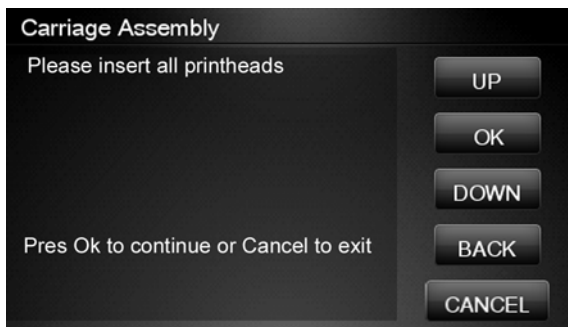 Carriage Assembly
Please insert all printheads
UP
OK
DOWN
Pres Ok to continue or Cancel to exit
BACK
CANCEL